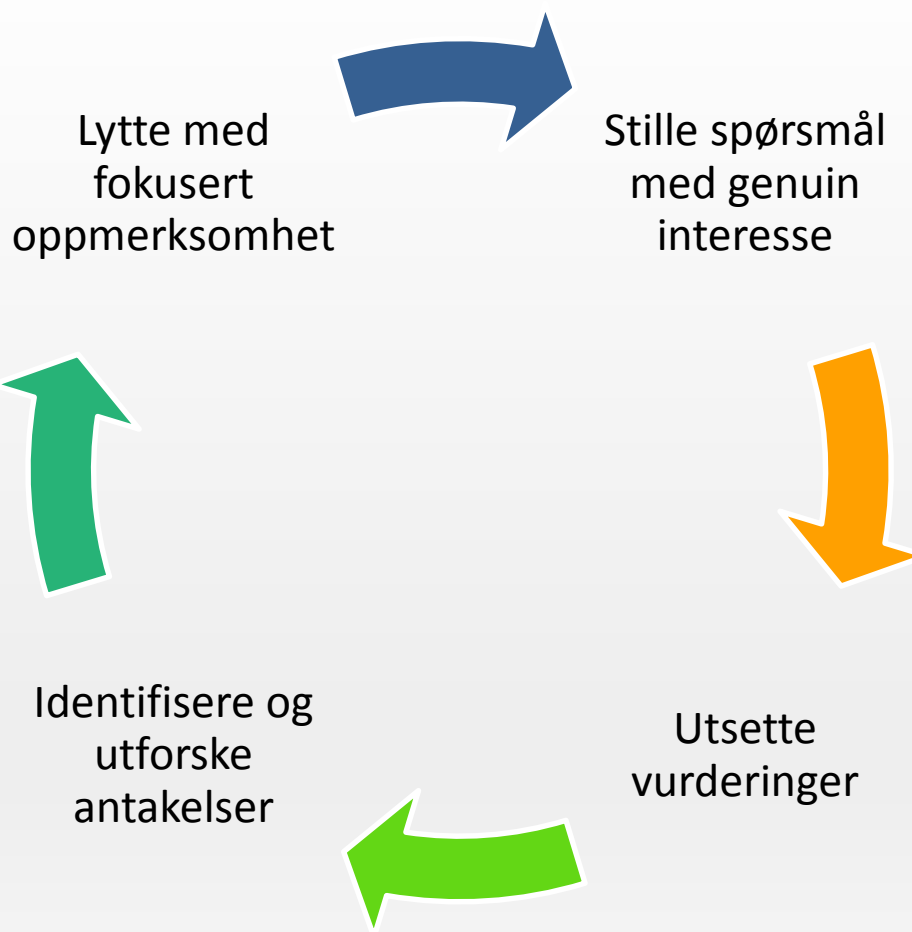 Lytte med
fokusert
oppmerksomhet
Stille spørsmål
med genuin
interesse
Utsette
vurderinger
Identifisere og
utforske
antakelser